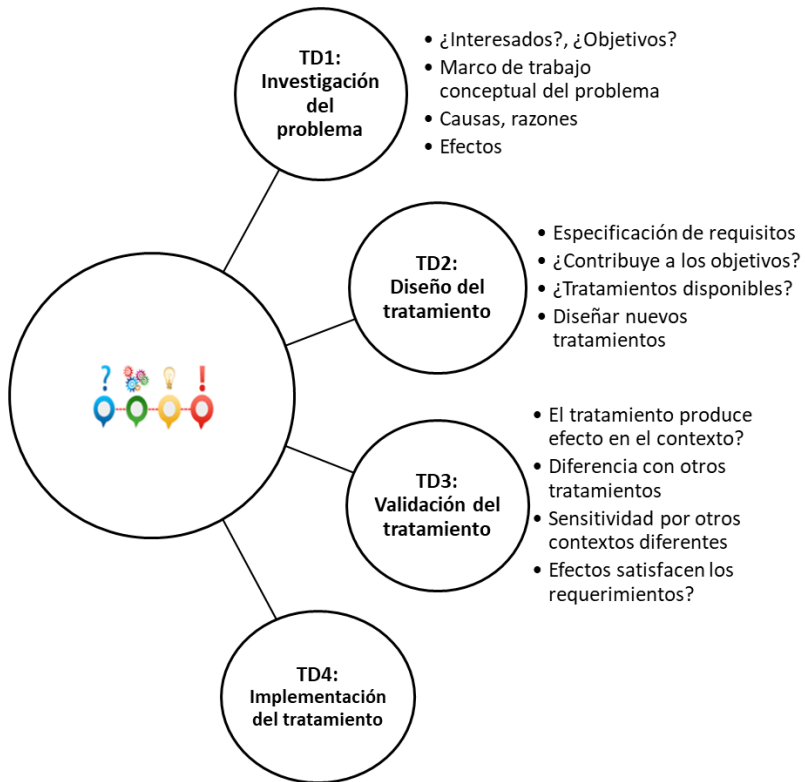 TD1:
Investigación
del
problema
• ¿Interesados?, ¿Objetivos?
• Marco de trabajo
conceptual del problema
• Causas, razones
• Efectos
TD2:
Diseño del
tratamiento
• Especificación de requisitos
• ¿Contribuye a los objetivos?
• ¿Tratamientos disponibles?
• Diseñar nuevos
tratamientos
? !
TD3:
Validación del
tratamiento
• El tratamiento produce
efecto en el contexto?
• Diferencia con otros
tratamientos
• Sensitividad por otros
contextos diferentes
• Efectos satisfacen los
requerimientos?
TD4:
Implementación
del tratamiento